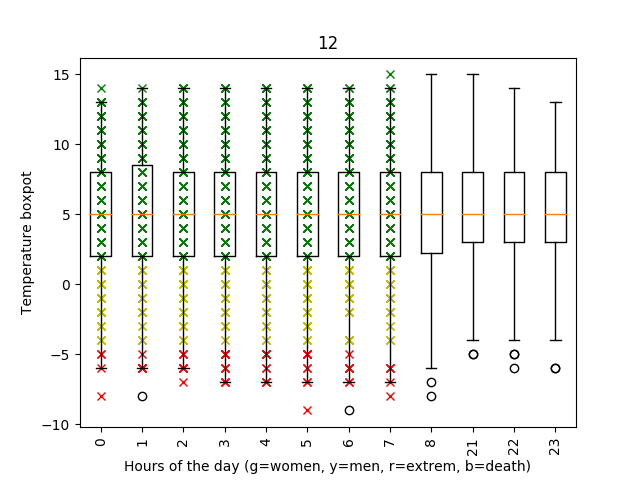 12
15
10
5
0
−5
−10
Temperature boxpot
0 1 2 3 4 5 6 7 8 21 22 23
Hours of the day (g=women, y=men, r=extrem, b=death)